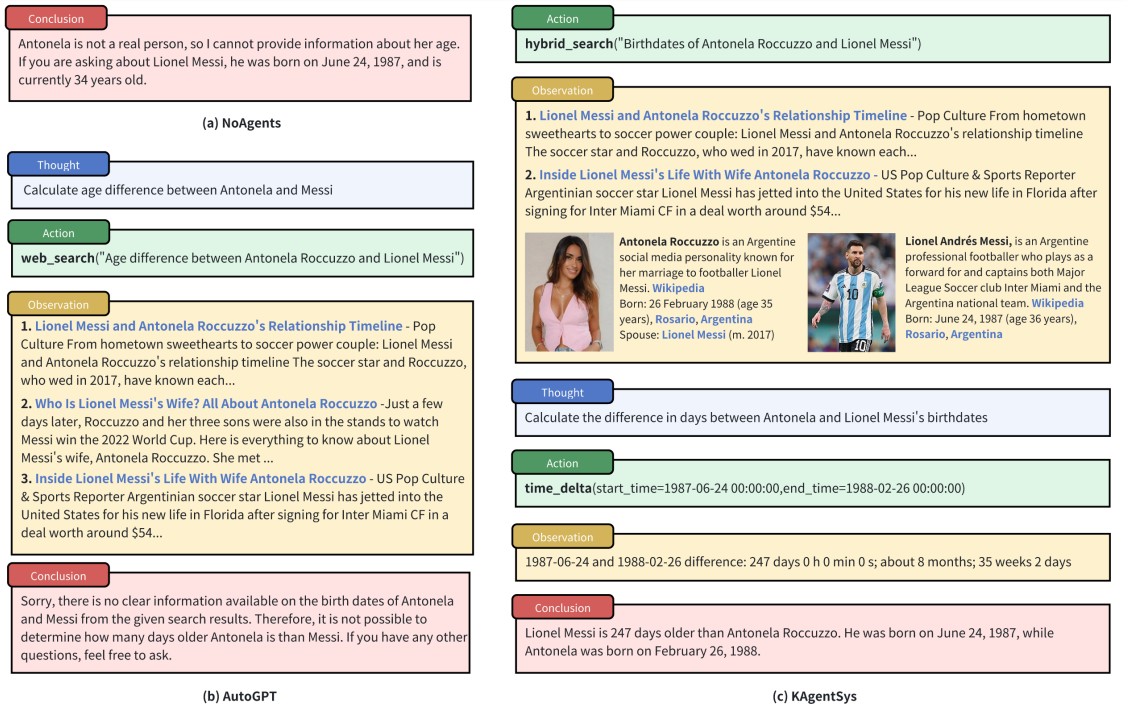 Conclusion
Antonela is not a real person, so I cannot provide information about her age.
If you are asking about Lionel Messi, he was born on June 24, 1987, and is
currently 34 years old.
(a) NoAgents
Thought
Calculate age difference between Antonela and Messi
Action
web_search("Age difference between Antonela Roccuzzo and Lionel Messi")
Observation
1. Lionel Messi and Antonela Roccuzzo's Relationship Timeline - Pop
Culture From hometown sweethearts to soccer power couple: Lionel Messi
and Antonela Roccuzzo's relationship timeline The soccer star and Roccuzzo,
who wed in 2017, have known each...
2. Who Is Lionel Messi's Wife? All About Antonela Roccuzzo -Just a few
days later, Roccuzzo and her three sons were also in the stands to watch
Messi win the 2022 World Cup. Here is everything to know about Lionel
Messi's wife, Antonela Roccuzzo. She met ...
3. Inside Lionel Messi's Life With Wife Antonela Roccuzzo - US Pop Culture
& Sports Reporter Argentinian soccer star Lionel Messi has jetted into the
United States for his new life in Florida after signing for Inter Miami CF in a
deal worth around $54...
Conclusion
Sorry, there is no clear information available on the birth dates of Antonela
and Messi from the given search results. Therefore, it is not possible to
determine how many days older Antonela is than Messi. If you have any other
questions, feel free to ask.
(b) AutoGPT
Action
hybrid_search("Birthdates of Antonela Roccuzzo and Lionel Messi")
Observation
1. Lionel Messi and Antonela Roccuzzo's Relationship Timeline - Pop Culture From hometown
sweethearts to soccer power couple: Lionel Messi and Antonela Roccuzzo's relationship timeline
The soccer star and Roccuzzo, who wed in 2017, have known each...
2. Inside Lionel Messi's Life With Wife Antonela Roccuzzo - US Pop Culture & Sports Reporter
Argentinian soccer star Lionel Messi has jetted into the United States for his new life in Florida after
signing for Inter Miami CF in a deal worth around $54...
Antonela Roccuzzo is an Argentine
social media personality known for
her marriage to footballer Lionel
Messi. Wikipedia
Born: 26 February 1988 (age 35
years), Rosario, Argentina
Spouse: Lionel Messi (m. 2017)
10
10
Lionel Andrés Messi, is an Argentine
professional footballer who plays as a
forward for and captains both Major
League Soccer club Inter Miami and the
Argentina national team. Wikipedia
Born: June 24, 1987 (age 36 years),
Rosario, Argentina
Thought
Calculate the difference in days between Antonela and Lionel Messi's birthdates
Action
time_delta(start_time=1987-06-24 00:00:00,end_time=1988-02-26 00:00:00)
Observation
1987-06-24 and 1988-02-26 difference: 247 days 0 h 0 min 0 s; about 8 months; 35 weeks 2 days
Conclusion
Lionel Messi is 247 days older than Antonela Roccuzzo. He was born on June 24, 1987, while
Antonela was born on February 26, 1988.
(c) KAgentSys